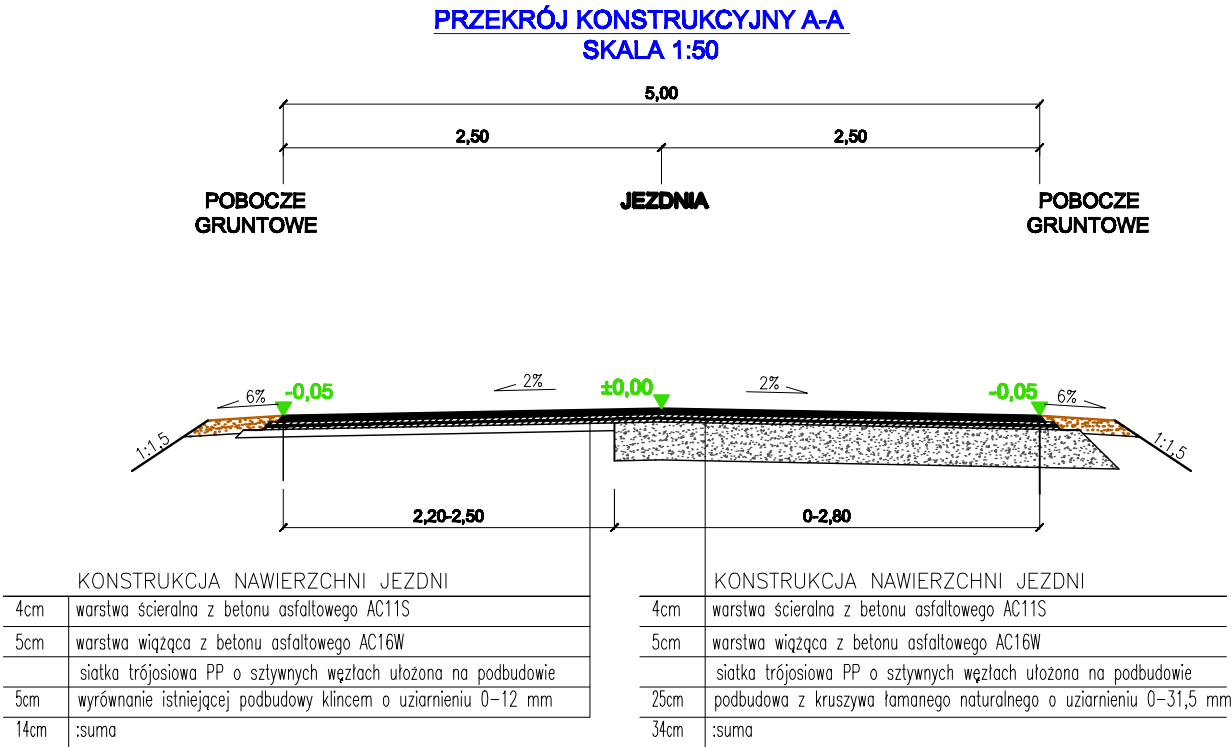 PRZEKRÓJ KONSTRUKCYJNY A-A
SKALA 1:50
5,00
2,50 2,50
POBOCZE
GRUNTOWE
JEZDNIA
POBOCZE
GRUNTOWE
1:1,5 6% -0,05 2% ±0,00 2% -0,05 6% 1:1,5
2,20-2,50 0-2,80
KONSTRUKCJA NAWIERZCHNI JEZDNI
4cm warstwa ścieralna z betonu asfaltowego AC11S
5cm warstwa wiążąca z betonu asfaltowego AC16W
siatka trójosiowa PP o sztywnych węzłach ułożona na podbudowie
5cm wyrównanie istniejącej podbudowy klincem o uziarnieniu 0-12 mm
14cm :suma
KONSTRUKCJA NAWIERZCHNI JEZDNI
4cm warstwa ścieralna z betonu asfaltowego AC11S
5cm warstwa wiążąca z betonu asfaltowego AC16W
siatka trójosiowa PP o sztywnych węzłach ułożona na podbudowie
25cm podbudowa z kruszywa łamanego naturalnego o uziarnieniu 0-31,5 mm
34cm :suma